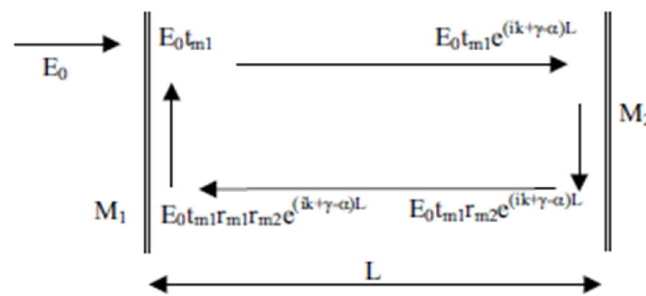 E₀
E₀tₘ₁
E₀tₘ₁e^(ik+γ-α)L
M₂
M₁
E₀tₘ₁rₘ₁rₘ₂e^(ik+γ-α)L
E₀tₘ₁rₘ₂e^(ik+γ-α)L
L